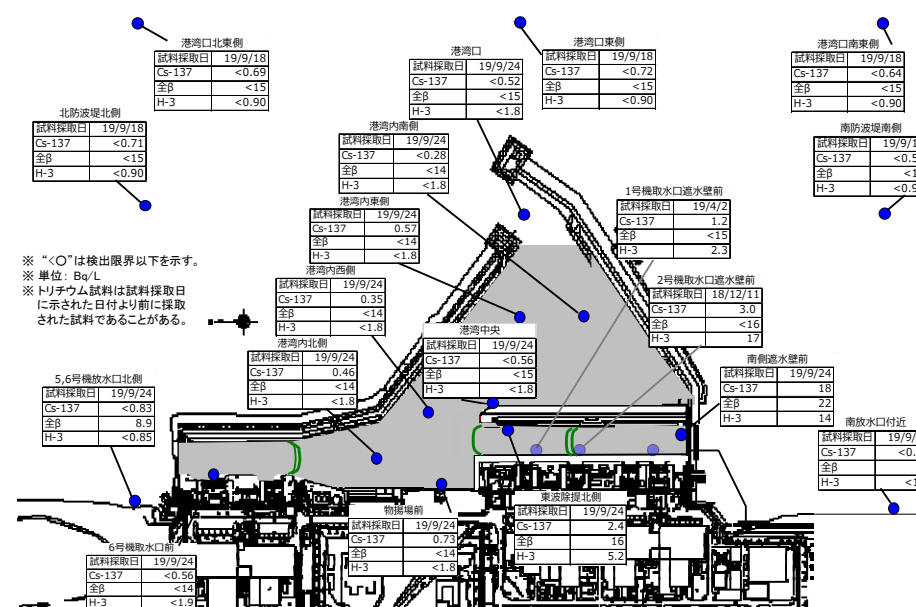 港湾口北東側
試料採取日 19/9/18
Cs-137 <0.69
全β <15
H-3 <0.90
港湾口
試料採取日 19/9/24
Cs-137 <0.52
全β <15
H-3 <1.8
港湾口東側
試料採取日 19/9/18
Cs-137 <0.72
全β <15
H-3 <0.90
港湾口南東側
試料採取日 19/9/18
Cs-137 <0.64
全β <15
H-3 <0.90
北防波堤北側
試料採取日 19/9/18
Cs-137 <0.71
全β <15
H-3 <0.90
港湾内南側
試料採取日 19/9/24
Cs-137 <0.28
全β <14
H-3 <1.8
南防波堤南側
試料採取日
Cs-137
全β
H-3
港湾内東側
試料採取日 19/9/24
Cs-137 0.57
全β <14
H-3 <1.8
1号機取水口遮水壁前
試料採取日 19/4/2
Cs-137 1.2
全β <15
H-3 2.3
※ “<○”は検出限界以下を示す。
※ 単位: Bq/L
※ トリチウム試料は試料採取日
に示された日付より前に採取
された試料であることがある。
港湾内西側
試料採取日 19/9/24
Cs-137 0.35
全β <14
H-3 <1.8
2号機取水口遮水壁前
試料採取日 18/12/11
Cs-137 3.0
全β <16
H-3 17
港湾内北側
試料採取日 19/9/24
Cs-137 0.46
全β <14
H-3 <1.8
港湾中央
試料採取日 19/9/24
Cs-137 <0.56
全β <15
H-3 <1.8
南側遮水壁前
試料採取日 19/9/24
Cs-137 18
全β 22
H-3 14
5,6号機放水口北側
試料採取日 19/9/24
Cs-137 <0.83
全β 8.9
H-3 <0.85
南放水口付近
試料採取日
Cs-137
全β
H-3
物揚場前
試料採取日 19/9/24
Cs-137 0.73
全β <14
H-3 <1.8
東波除堤北側
試料採取日 19/9/24
Cs-137 2.4
全β 16
H-3 5.2
6号機取水口前
試料採取日 19/9/24
Cs-137 <0.56
全β <14
H-3 <1.9